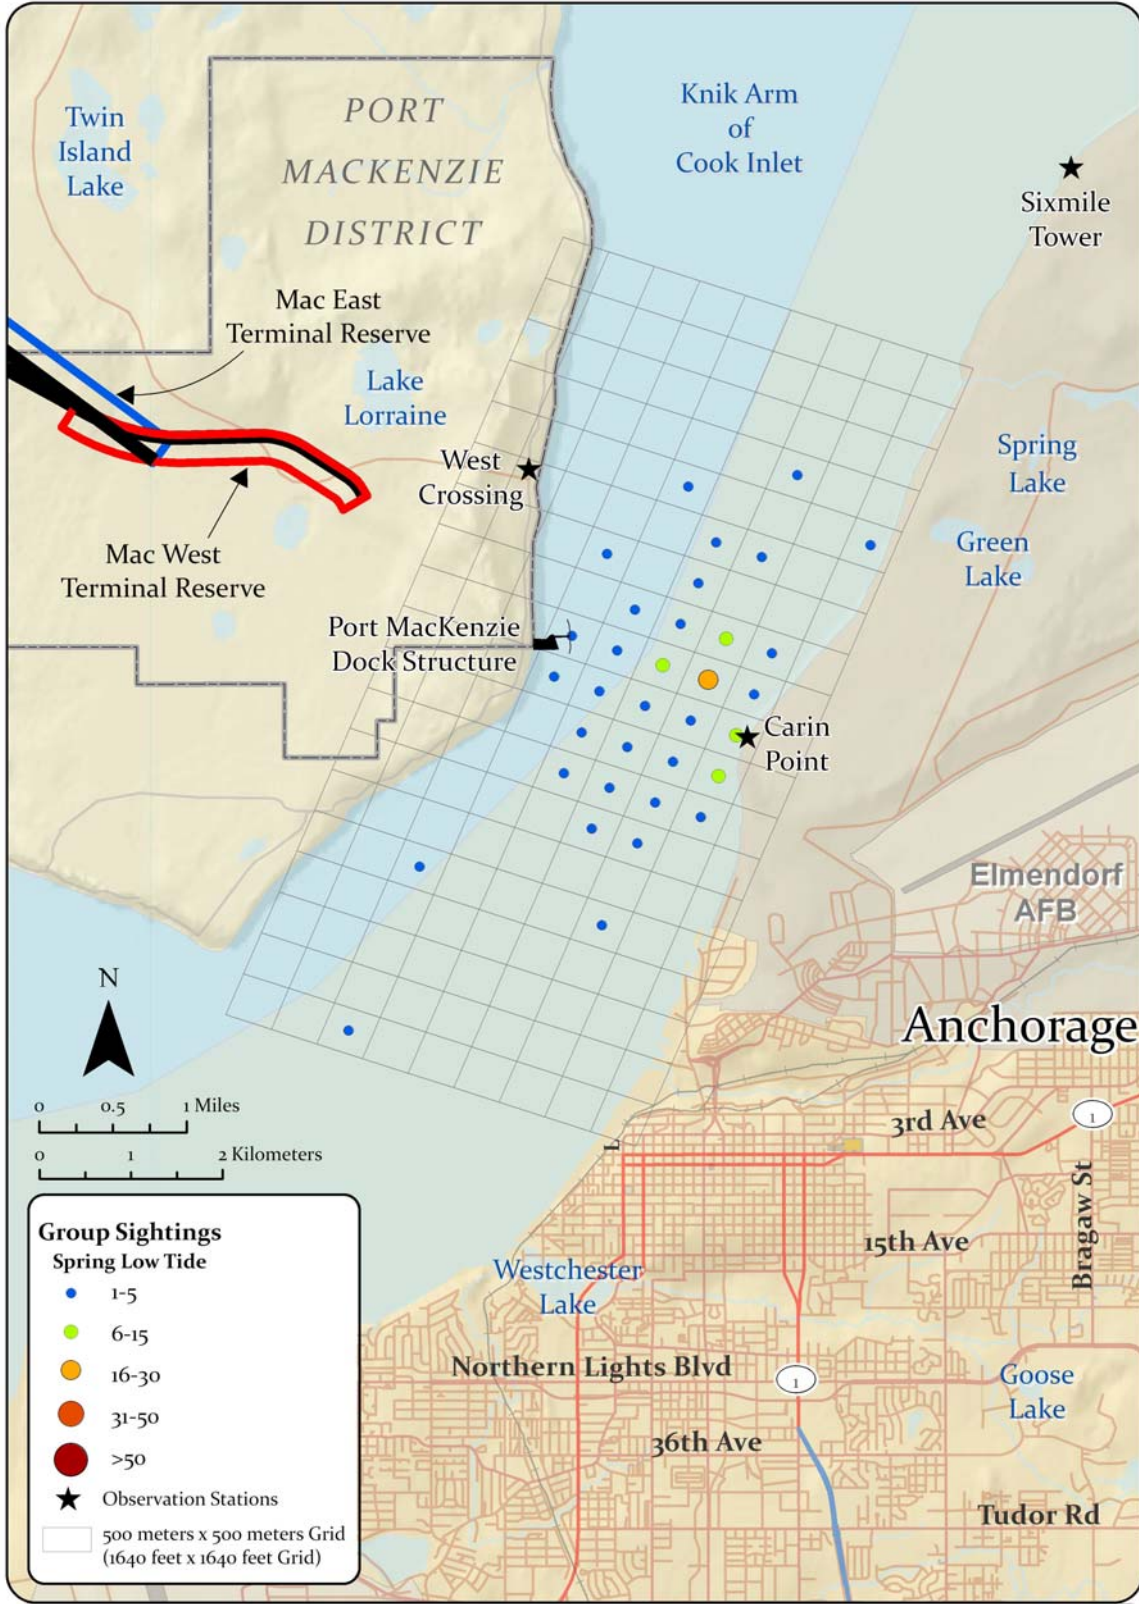 Twin
Island
Lake
PORT
MACKENZIE
DISTRICT
Knik Arm
of
Cook Inlet
Sixmile
Tower
Mac East
Terminal Reserve
Lake
Lorraine
West
Crossing
Spring
Lake
Green
Lake
Mac West
Terminal Reserve
Port MacKenzie
Dock Structure
Carin
Point
Elmendorf
AFB
N
Anchorage
0 0.5 1 Miles
0 1 2 Kilometers
3rd Ave
1
L
15th Ave
Bragaw St
Westchester
Lake
Northern Lights Blvd
1
Goose
Lake
36th Ave
Tudor Rd
Group Sightings
Spring Low Tide
1-5
6-15
16-30
31-50
>50
Observation Stations
500 meters x 500 meters Grid
(1640 feet x 1640 feet Grid)